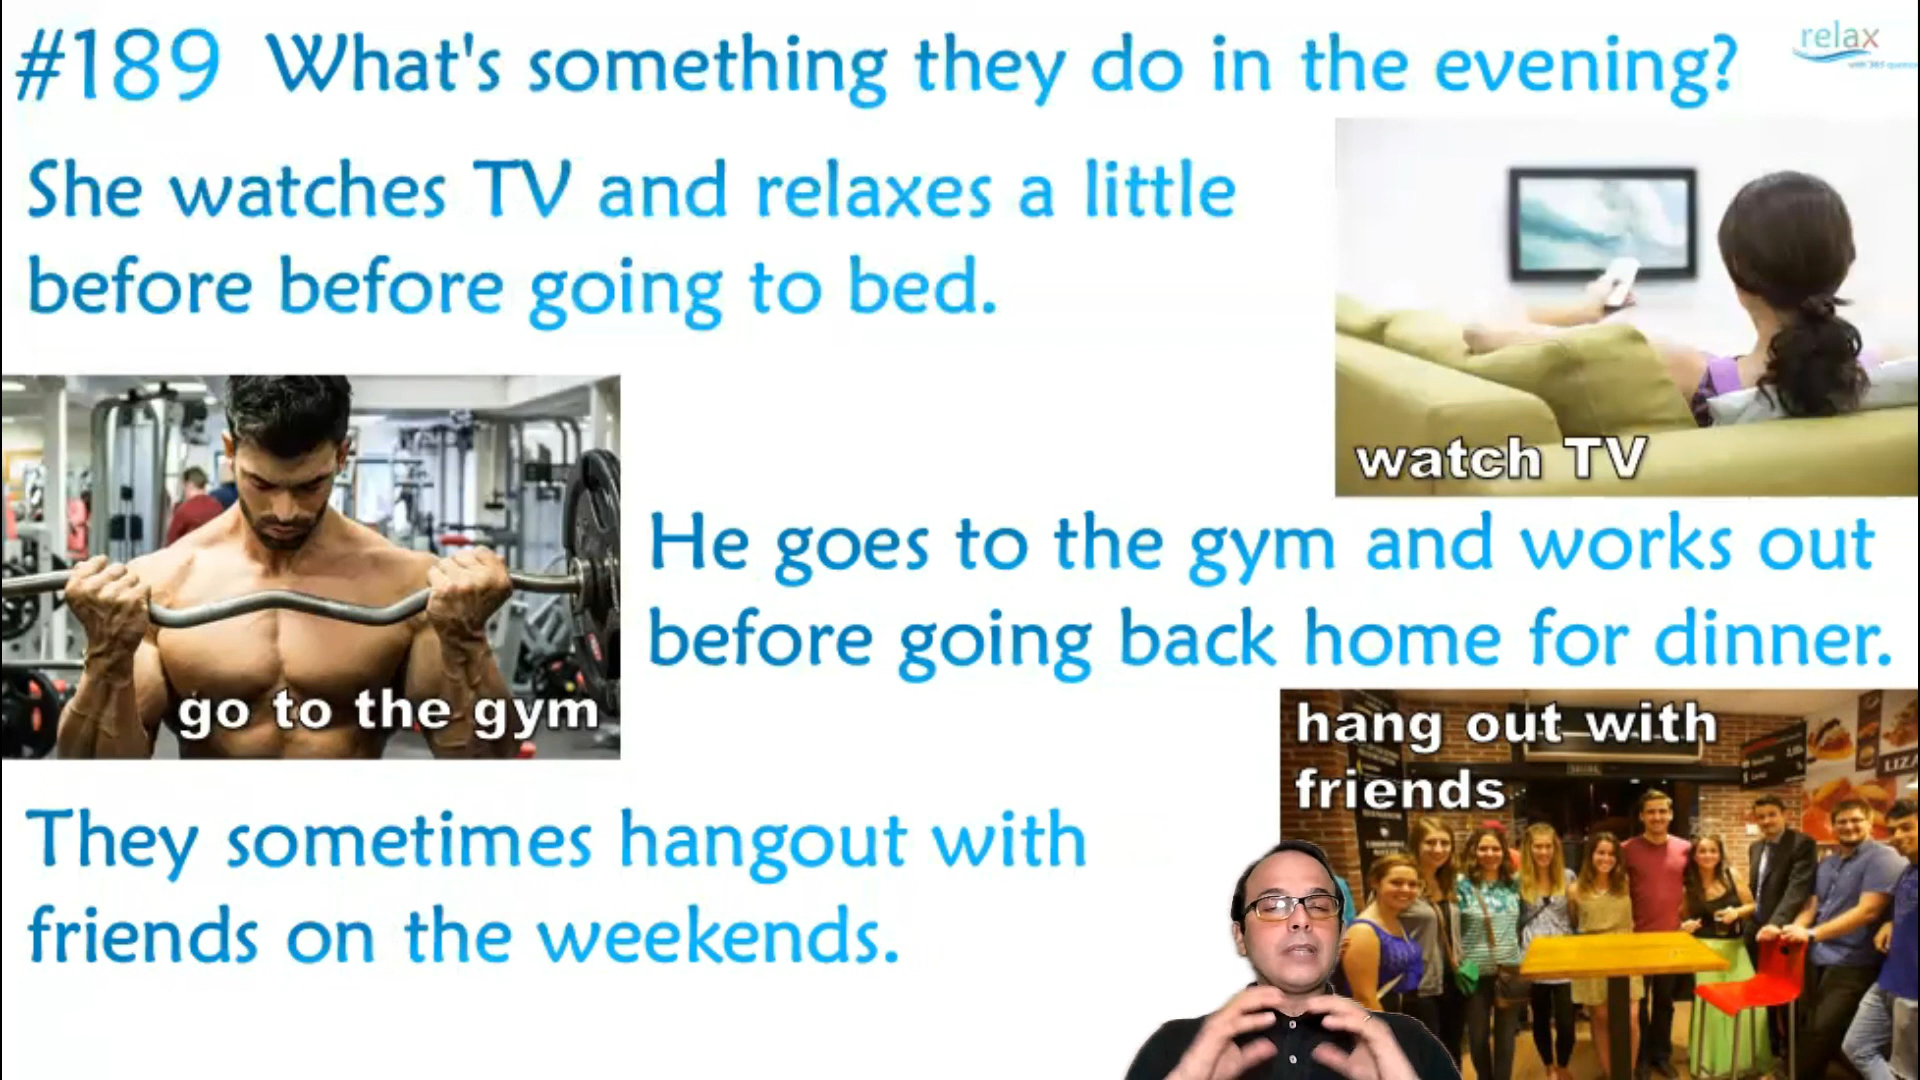 #189 What's something they do in the evening?
relax
She watches TV and relaxes a little
before before going to bed.
watch TV
go to the gym
He goes to the gym and works out
before going back home for dinner.
hang out with
friends
They sometimes hangout with
friends on the weekends.